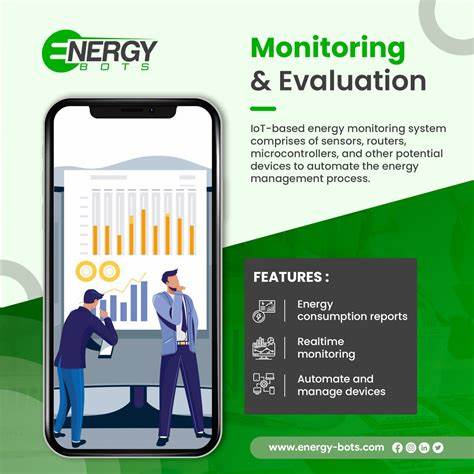 ENERGY
BOTS
Monitoring
& Evaluation
IoT-based energy monitoring system
comprises of sensors, routers,
microcontrollers, and other potential
devices to automate the energy
management process.
FEATURES :
Energy
consumption reports
Realtime
monitoring
Automate and
manage devices
www.energy-bots.com